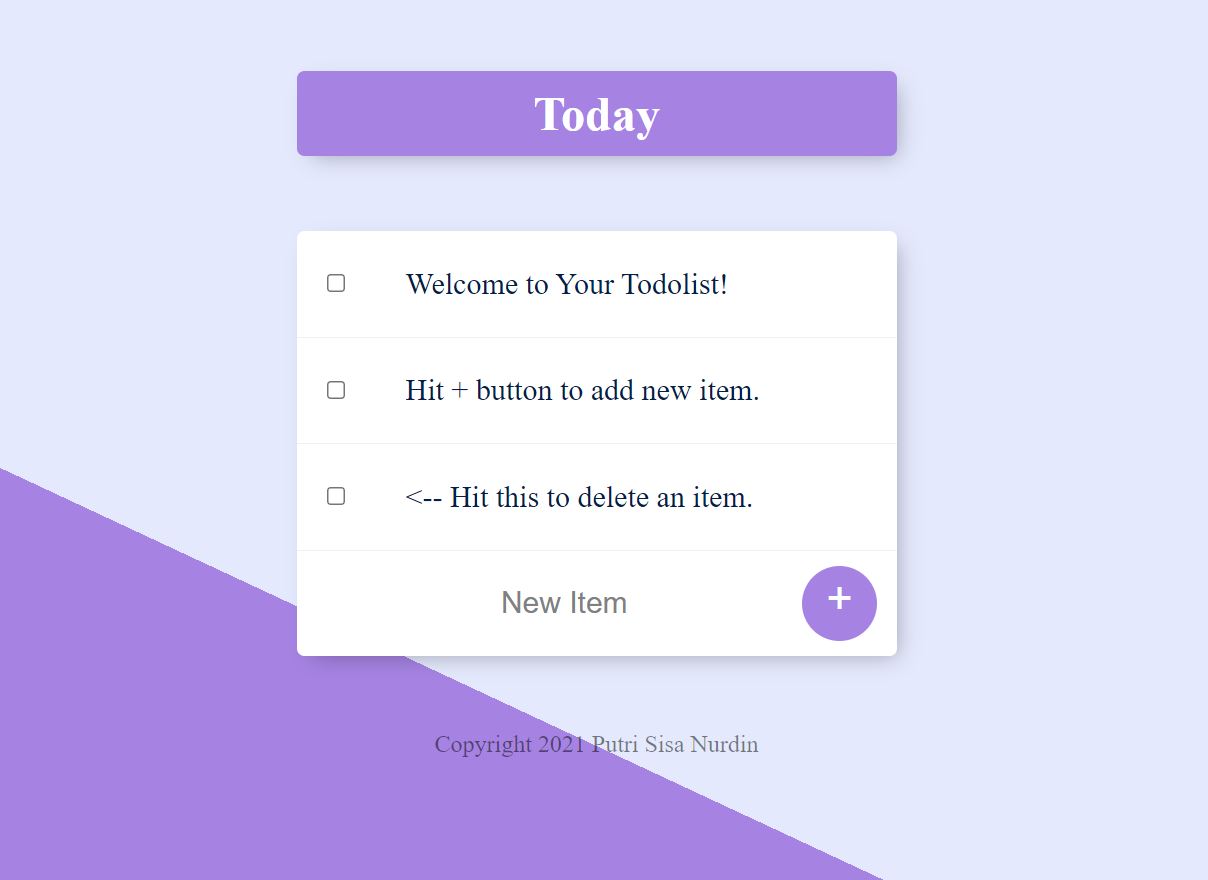 Today
Welcome to Your Todolist!
Hit + button to add new item.
<-- Hit this to delete an item.
New Item
+
Copyright 2021 Putri Sisa Nurdin